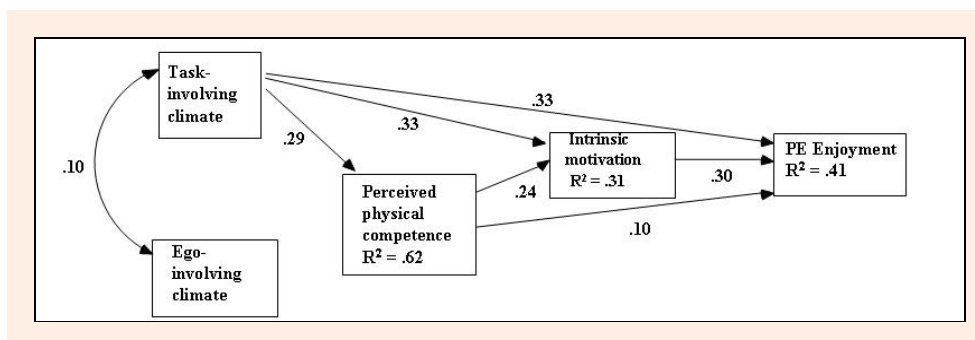 Task-
involving
climate
.33
.33
.29
.10
Intrinsic
motivation
R² = .31
PE Enjoyment
R² = .41
.30
.24
Perceived
physical
competence
R² = .62
.10
Ego-
involving
climate